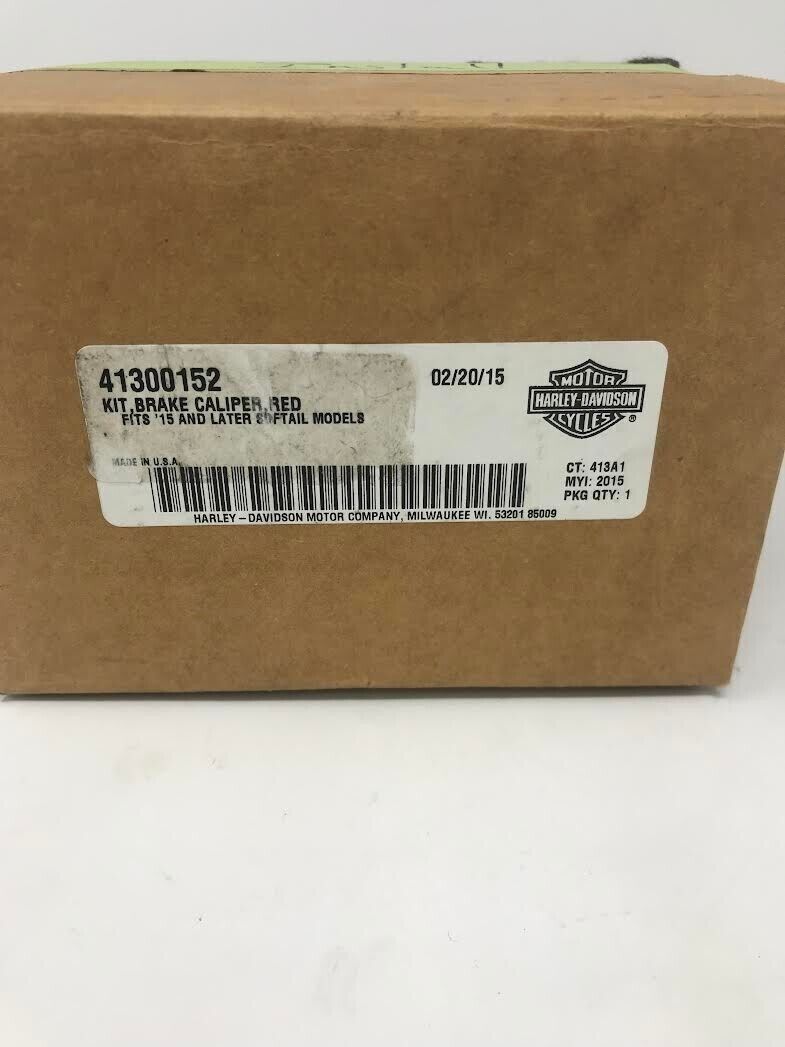 41300152
02/20/15
KIT,BRAKE CALIPER,RED
FITS '15 AND LATER SOFTAIL MODELS
MADE IN U.S.A.
MOTOR
HARLEY-DAVIDSON
CYCLES ®
CT: 413A1
MYI: 2015
PKG QTY: 1
HARLEY-DAVIDSON MOTOR COMPANY, MILWAUKEE WI. 53201 85009